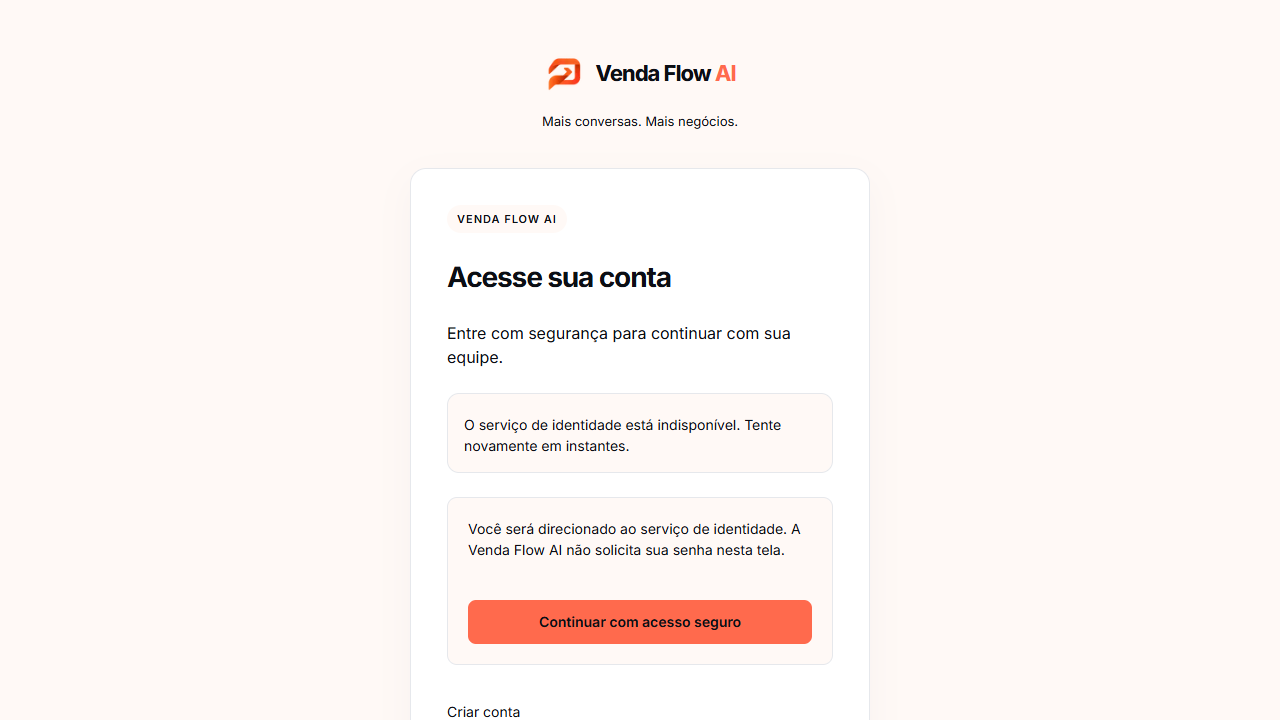 Venda Flow AI
Mais conversas. Mais negócios.
VENDA FLOW AI
Acesse sua conta
Entre com segurança para continuar com sua
equipe.
O serviço de identidade está indisponível. Tente
novamente em instantes.
Você será direcionado ao serviço de identidade. A
Venda Flow AI não solicita sua senha nesta tela.
Continuar com acesso seguro
Criar conta